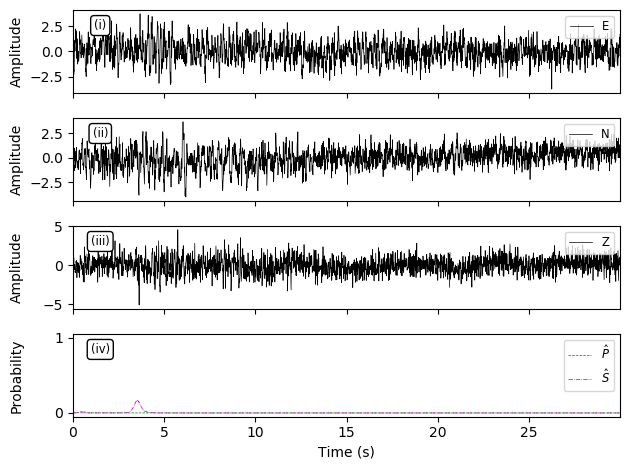 (i)
E
2.5
0.0
−2.5
Amplitude
(ii)
N
2.5
0.0
−2.5
Amplitude
(iii)
Z
5
0
−5
Amplitude
(iv)
P̂
Ŝ
1
0
Probability
0 5 10 15 20 25
Time (s)